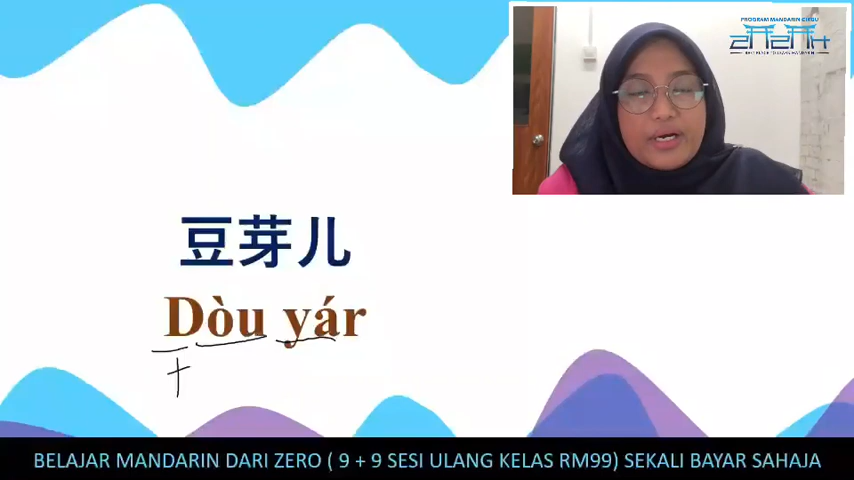 PROGRAM MANDARIN CIKGU
豆芽儿
Dòu yár
t
BELAJAR MANDARIN DARI ZERO ( 9 + 9 SESI ULANG KELAS RM99) SEKALI BAYAR SAHAJA